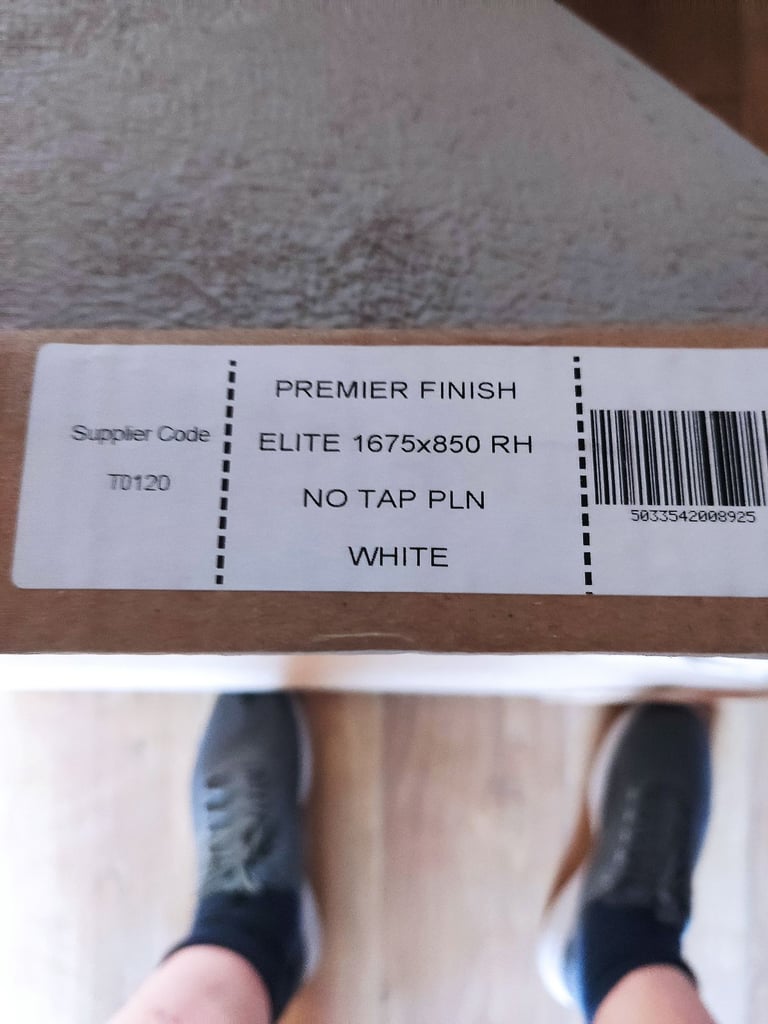 Supplier Code
T0120
PREMIER FINISH
ELITE 1675x850 RH
NO TAP PLN
WHITE
5033542008925